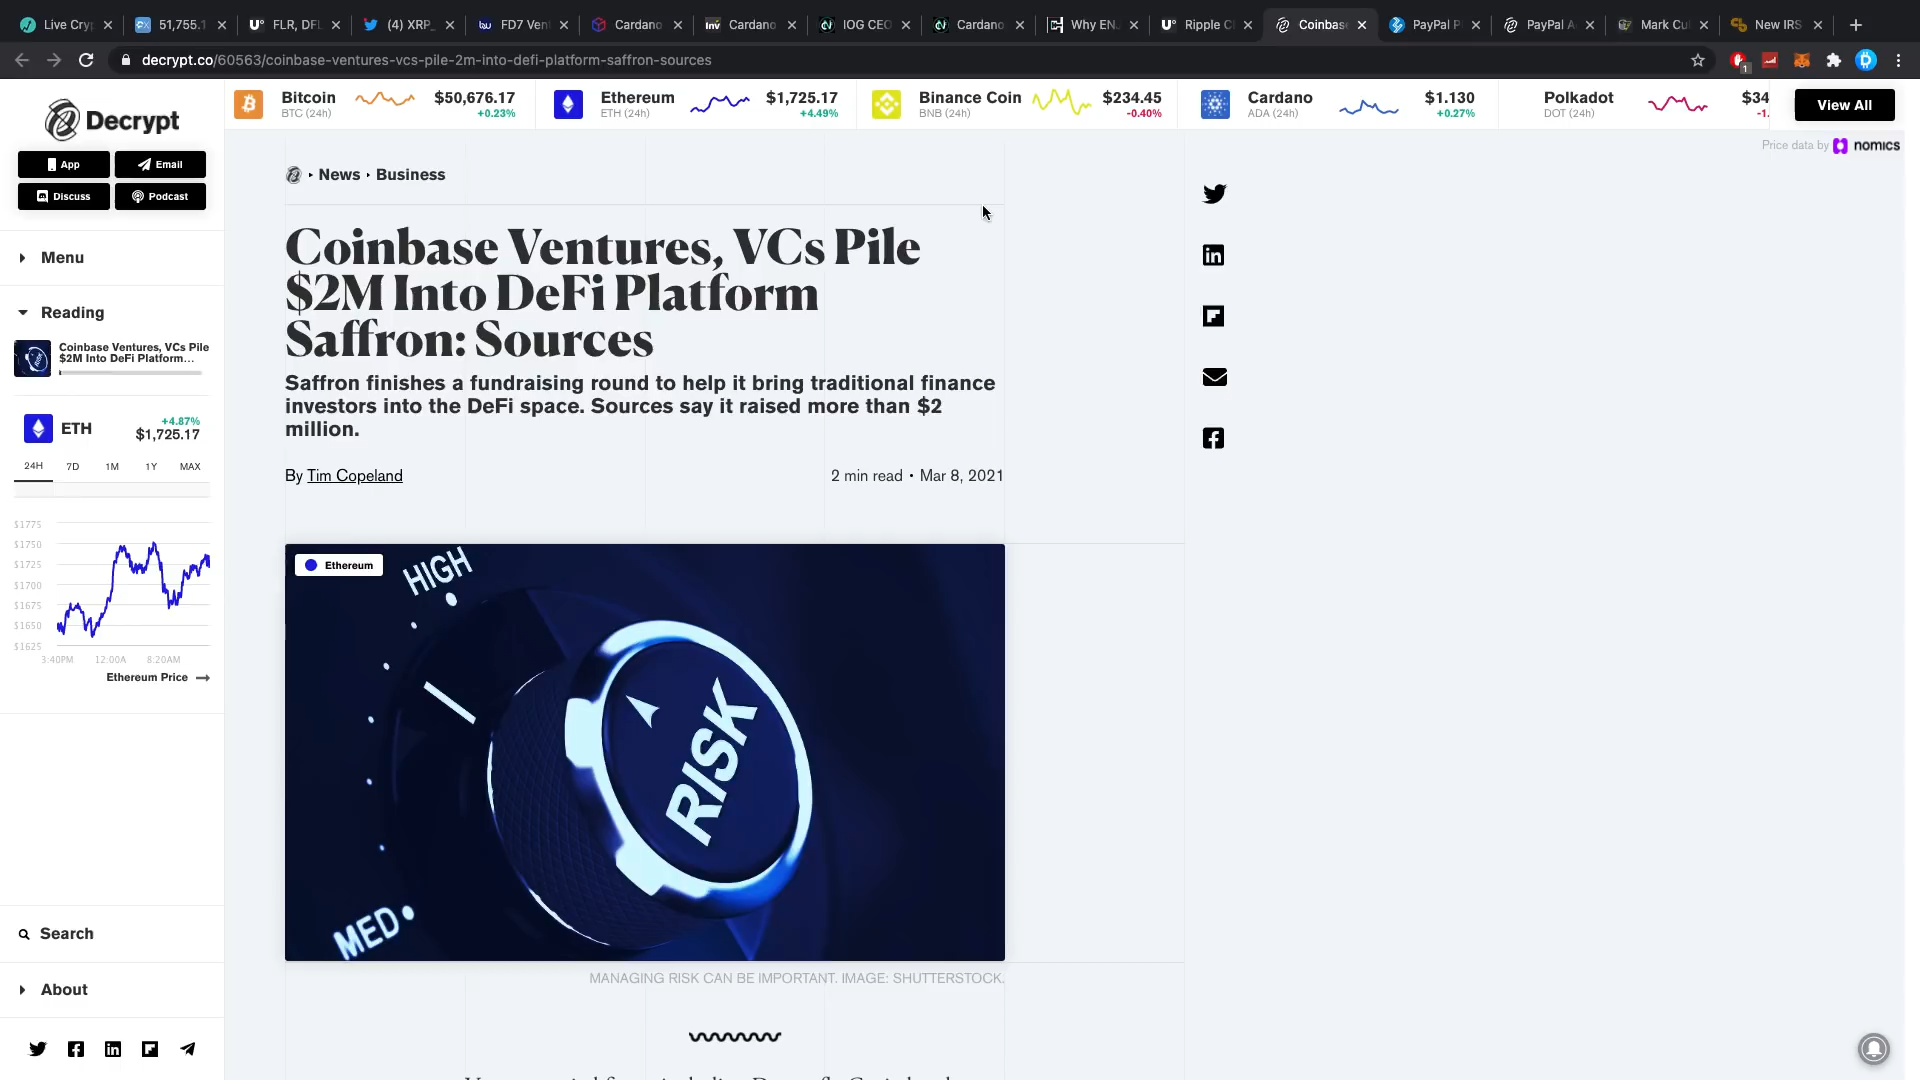 Live Cry
51,755.1
FLR, DFL
(4) XRP_
FD7 Ven
Cardano
Cardano
IOG CEO
Cardano
Why EN.
Ripple C
Coinbase
PayPal P
PayPal A
Mark Cu
New IRS
decrypt.co/60563/coinbase-ventures-vcs-pile-2m-into-defi-platform-saffron-sources
1
Decrypt
App
Email
Discuss
Podcast
Menu
Reading
Coinbase Ventures, VCs Pile
$2M Into DeFi Platform...
ETH
+4.87%
$1,725.17
24H 7D 1M 1Y MAX
$1775
$1750
$1725
$1700
$1675
$1650
$1625
3:40PM 12:00A 8:20AM
Ethereum Price
Search
About
Bitcoin $50,676.17
BTC (24h) +0.23%
Ethereum $1,725.17
ETH (24h) +4.49%
Binance Coin $234.45
BNB (24h) -0.40%
Cardano $1.130
ADA (24h) +0.27%
Polkadot $34
DOT (24h) -1.
View All
Price data by nomics
News · Business
Coinbase Ventures, VCs Pile
$2M Into DeFi Platform
Saffron: Sources
Saffron finishes a fundraising round to help it bring traditional finance
investors into the DeFi space. Sources say it raised more than $2
million.
By Tim Copeland
2 min read • Mar 8, 2021
Ethereum
HIGH
RISK
MED
MANAGING RISK CAN BE IMPORTANT. IMAGE: SHUTTERSTOCK.